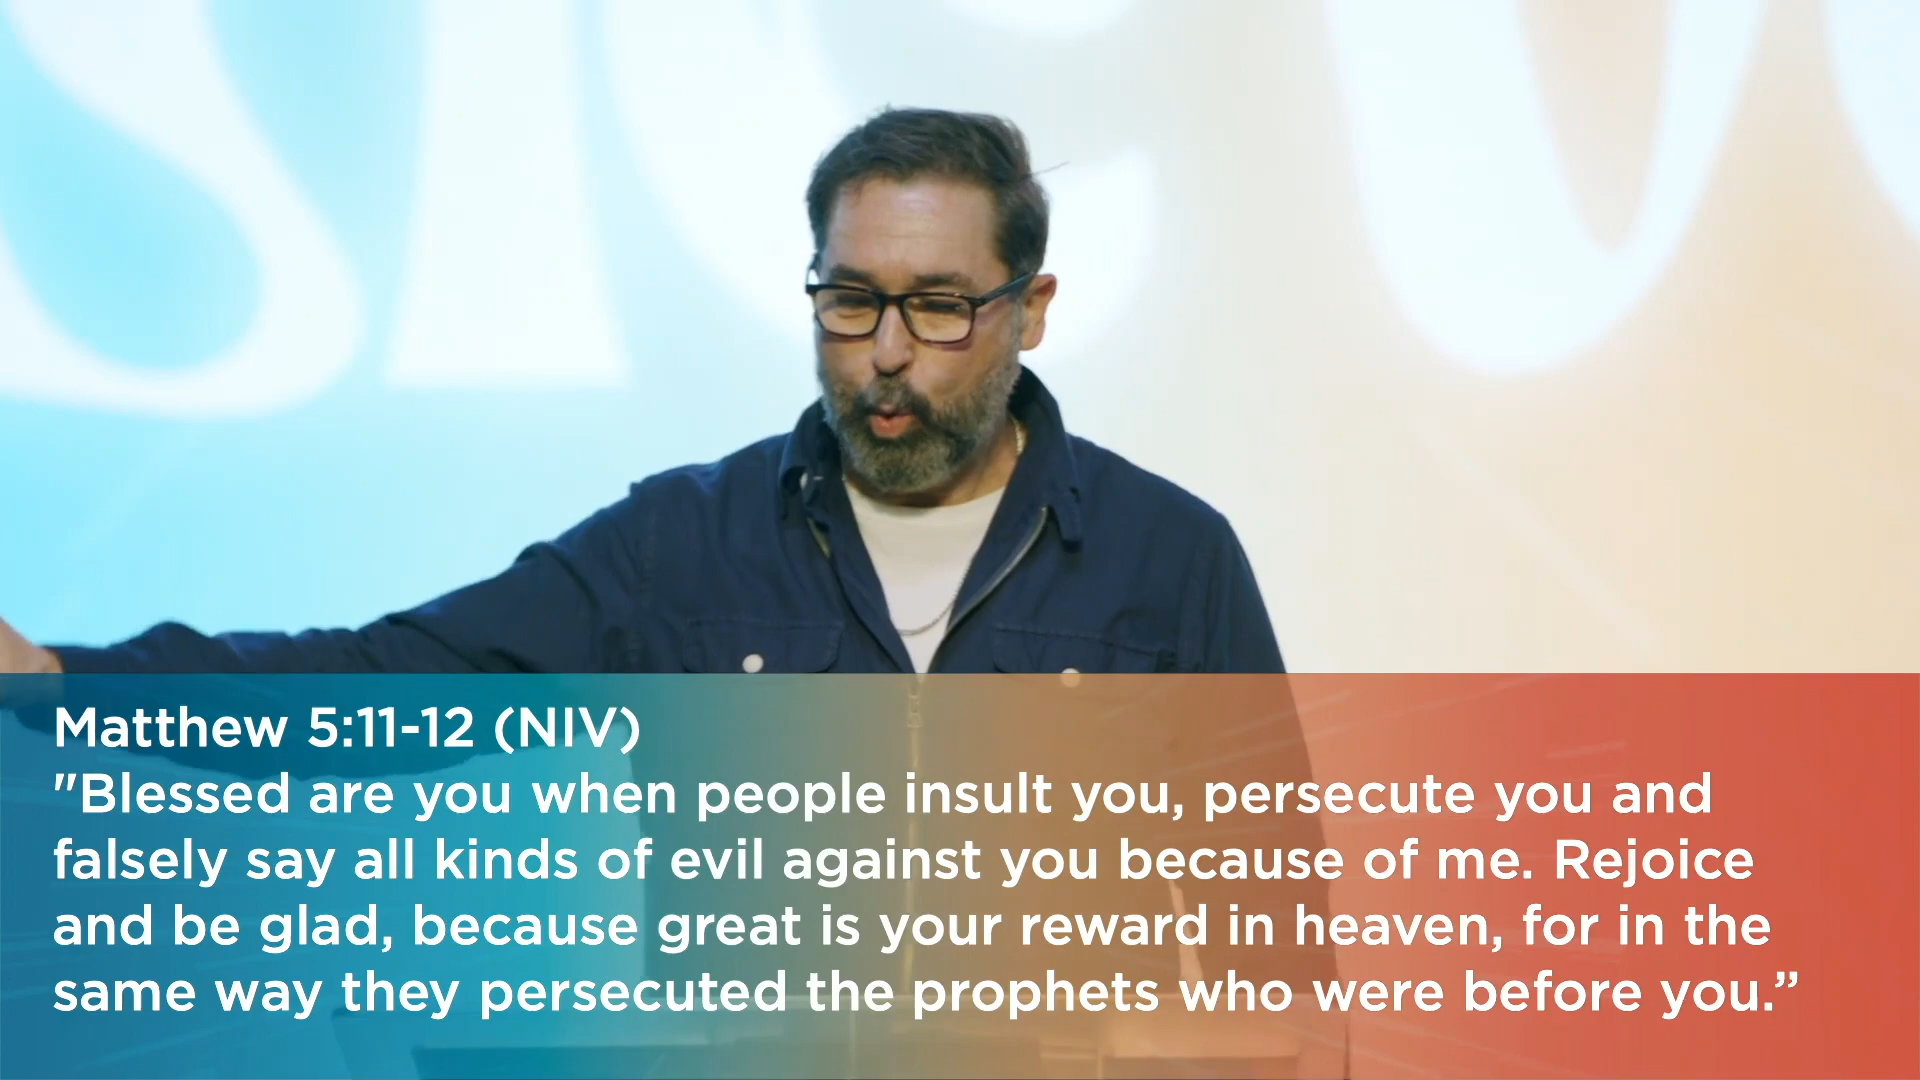 Matthew 5:11-12 (NIV)
"Blessed are you when people insult you, persecute you and
falsely say all kinds of evil against you because of me. Rejoice
and be glad, because great is your reward in heaven, for in the
same way they persecuted the prophets who were before you.”